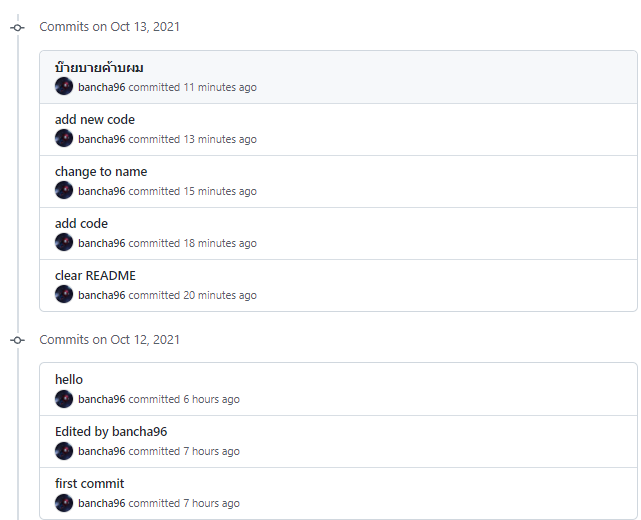 Commits on Oct 13, 2021
บ๊ายบายค้าบผม
bancha96 committed 11 minutes ago
add new code
bancha96 committed 13 minutes ago
change to name
bancha96 committed 15 minutes ago
add code
bancha96 committed 18 minutes ago
clear README
bancha96 committed 20 minutes ago
Commits on Oct 12, 2021
hello
bancha96 committed 6 hours ago
Edited by bancha96
bancha96 committed 7 hours ago
first commit
bancha96 committed 7 hours ago